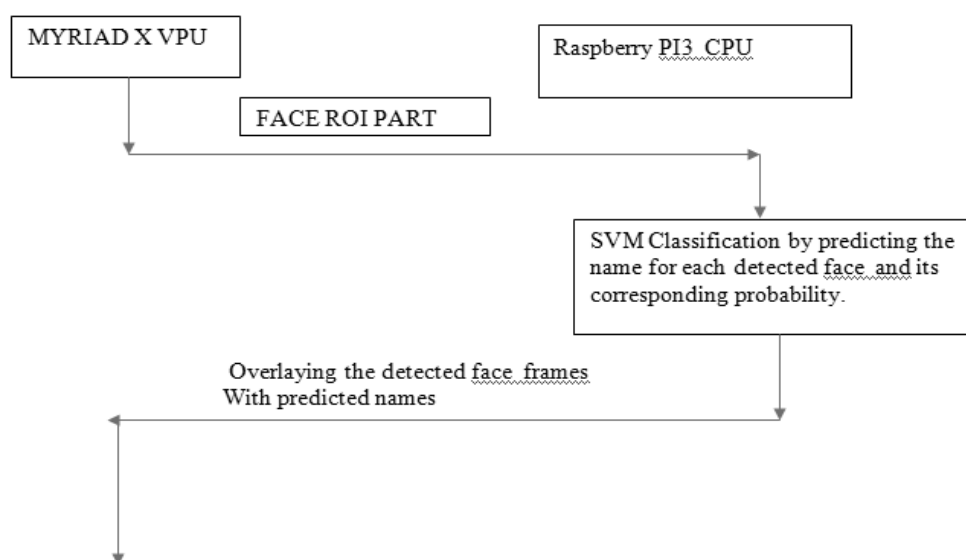 MYRIAD X VPU
Raspberry PI3 CPU
FACE ROI PART
SVM Classification by predicting the
name for each detected face and its
corresponding probability.
Overlaying the detected face frames
With predicted names